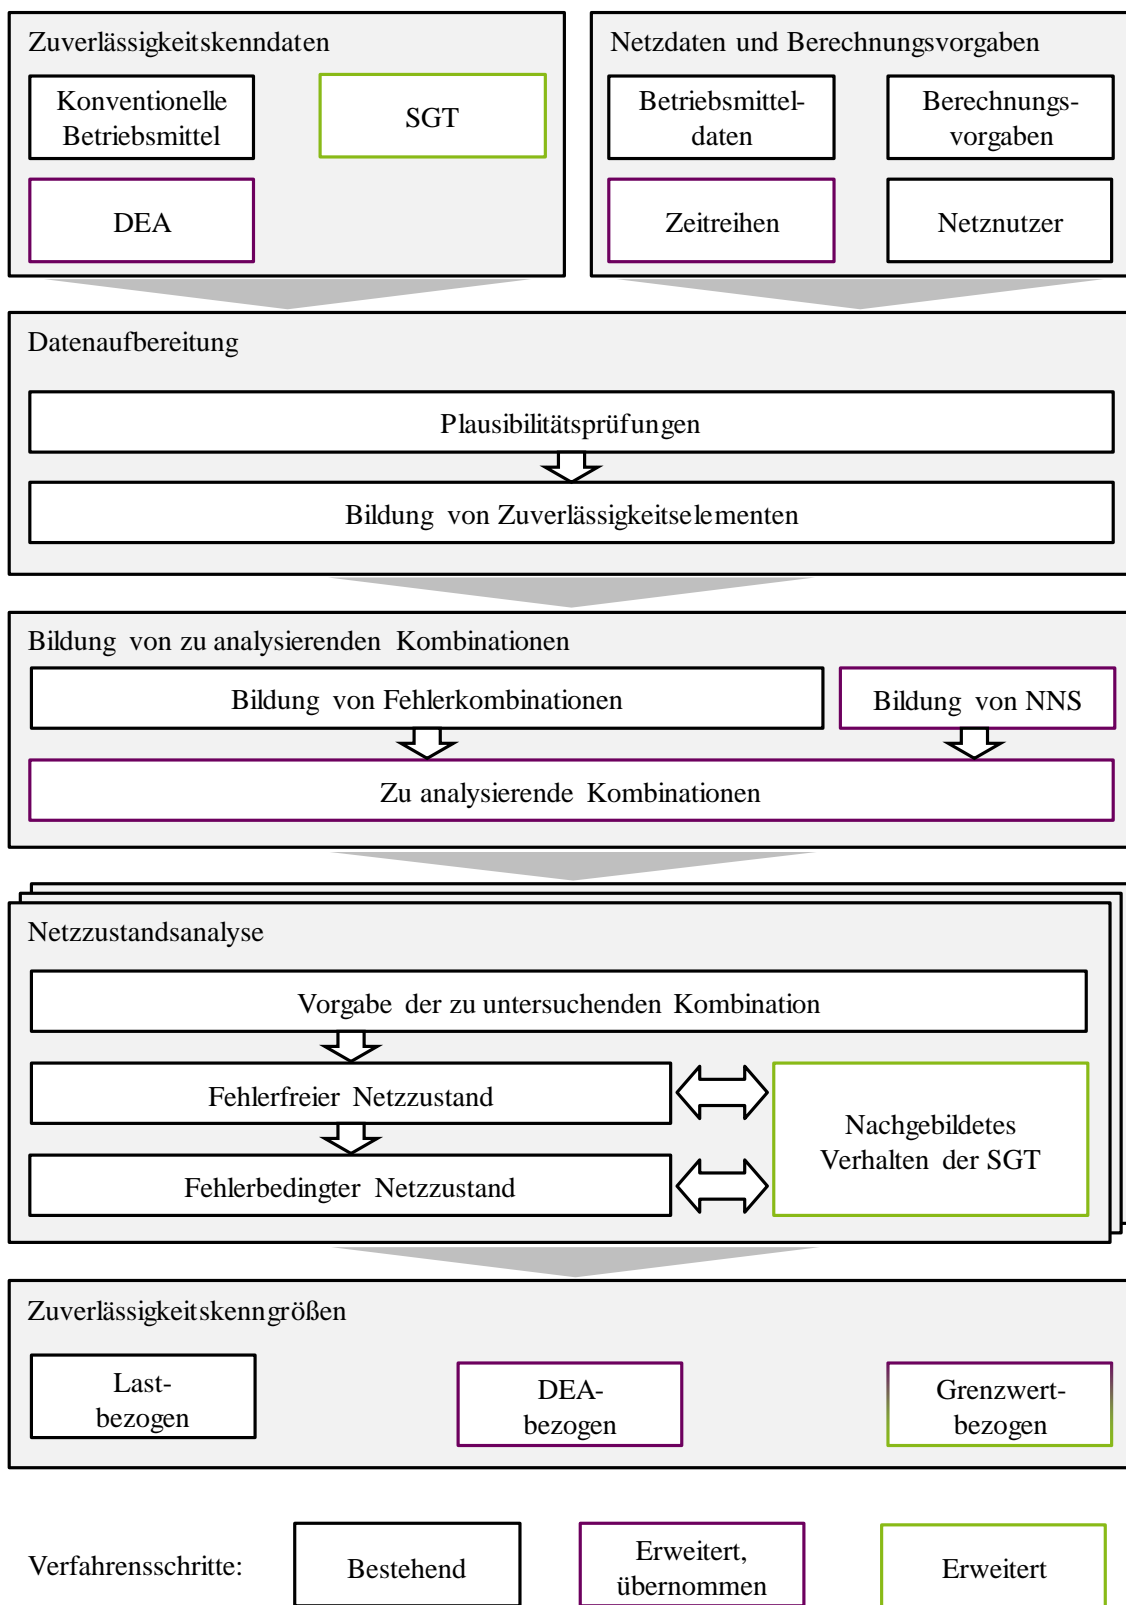 Zuverlässigkeitskenndaten
Konventionelle
Betriebsmittel
SGT
DEA
Netzdaten und Berechnungsvorgaben
Betriebsmittel-
daten
Berechnungs-
vorgaben
Zeitreihen
Netznutzer
Datenaufbereitung
Plausibilitätsprüfungen
Bildung von Zuverlässigkeitselementen
Bildung von zu analysierenden Kombinationen
Bildung von Fehlerkombinationen
Bildung von NNS
Zu analysierende Kombinationen
Netzzustandsanalyse
Vorgabe der zu untersuchenden Kombination
Fehlerfreier Netzzustand
Fehlerbedingter Netzzustand
Nachgebildetes
Verhalten der SGT
Zuverlässigkeitskenngrößen
Last-
bezogen
DEA-
bezogen
Grenzwert-
bezogen
Verfahrensschritte:
Bestehend
Erweitert,
übernommen
Erweitert